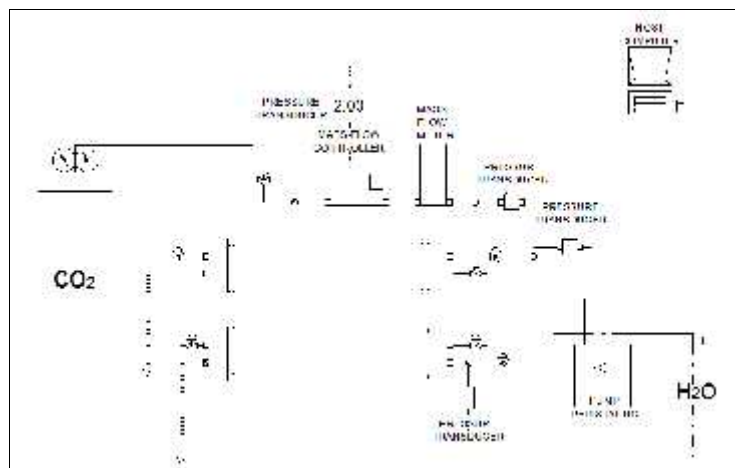 HOST
COMPUTER
PRESSURE
TRANSDUCER
2.00
MASS
FLOW
METER
MASS-FLOW
CONTROLLER
PRESSURE
TRANSDUCER
PRESSURE
TRANSDUCER
CO2
H2O
PUMP
PRESSURE
TRANSDUCER